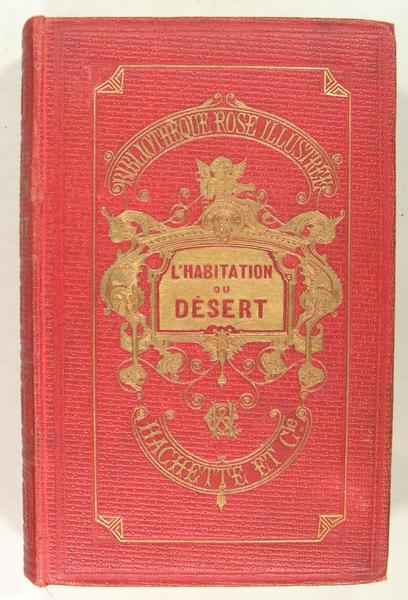 BIBLIOTHÈQUE ROSE ILLUSTRÉE
L'HABITATION
DU
DÉSERT
HACHETTE ET Cie